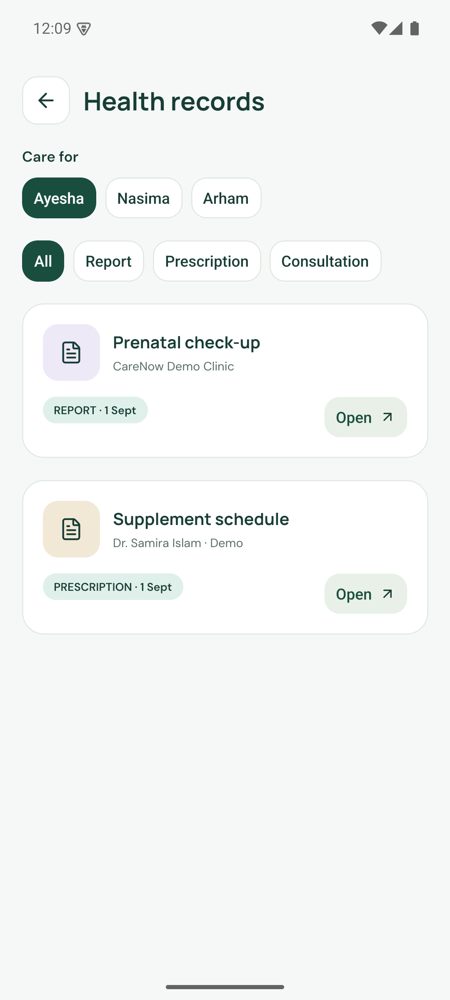 12:09
Health records
Care for
Ayesha Nasima Arham
All Report Prescription Consultation
Prenatal check-up
CareNow Demo Clinic
REPORT · 1 Sept
Open
Supplement schedule
Dr. Samira Islam · Demo
PRESCRIPTION · 1 Sept
Open